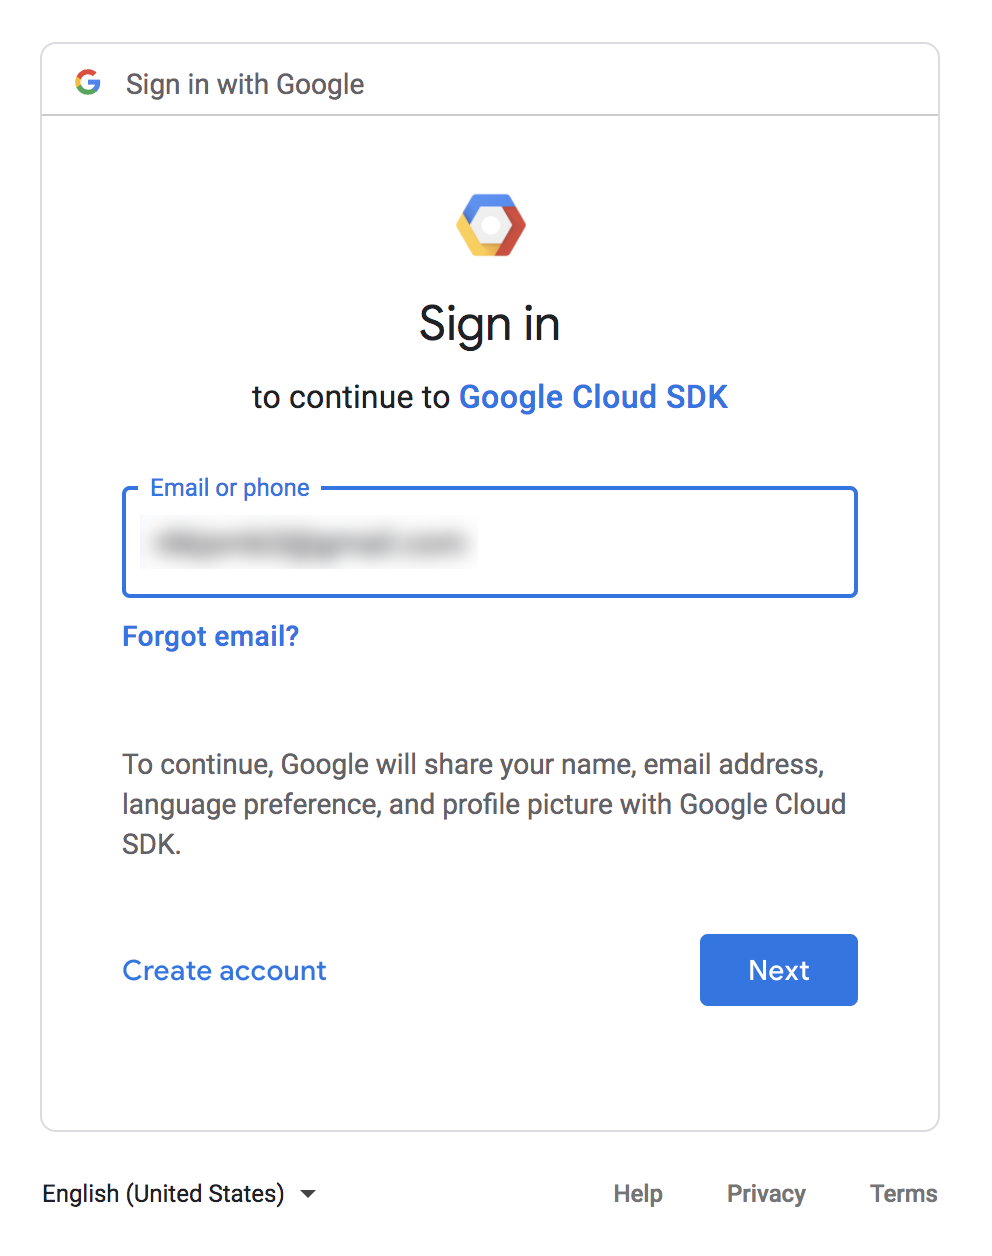 Sign in with Google
Sign in
to continue to Google Cloud SDK
Email or phone
Forgot email?
To continue, Google will share your name, email address,
language preference, and profile picture with Google Cloud
SDK.
Create account
Next
English (United States)
Help
Privacy
Terms